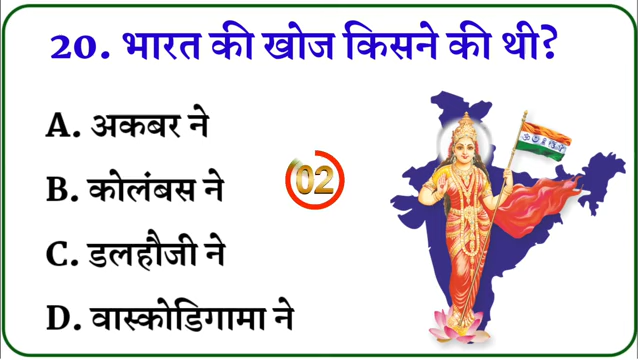 20. भारत की खोज किसने की थी?
A. अकबर ने
B. कोलंबस ने
02
C. डलहौजी ने
D. वास्कोडिगामा ने